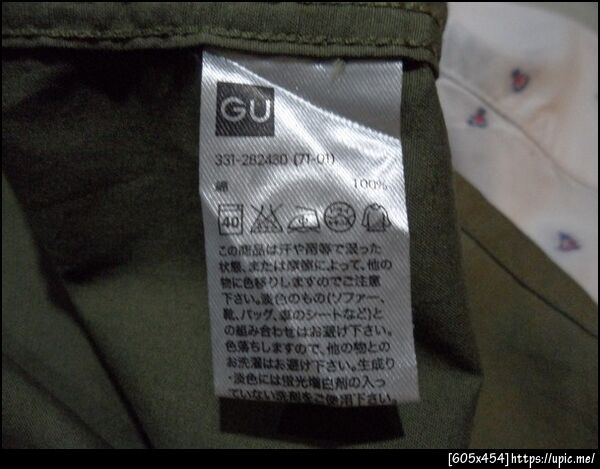 GU
331-282430 (71-01)
綿 100%
40
この商品は汗や雨等で湿った
状態、または摩擦によって、他の
物に色移りしますのでご注意
下さい。淡色のもの(ソファー、
靴、バッグ、車のシートなど)と
の組み合わせはお避け下さい。
色落ちしますので、他の物との
お洗濯はお避け下さい。生成り
・淡色には蛍光増白剤の入っ
ていない洗剤をご使用下さい。
[605x454]https://upic.me/